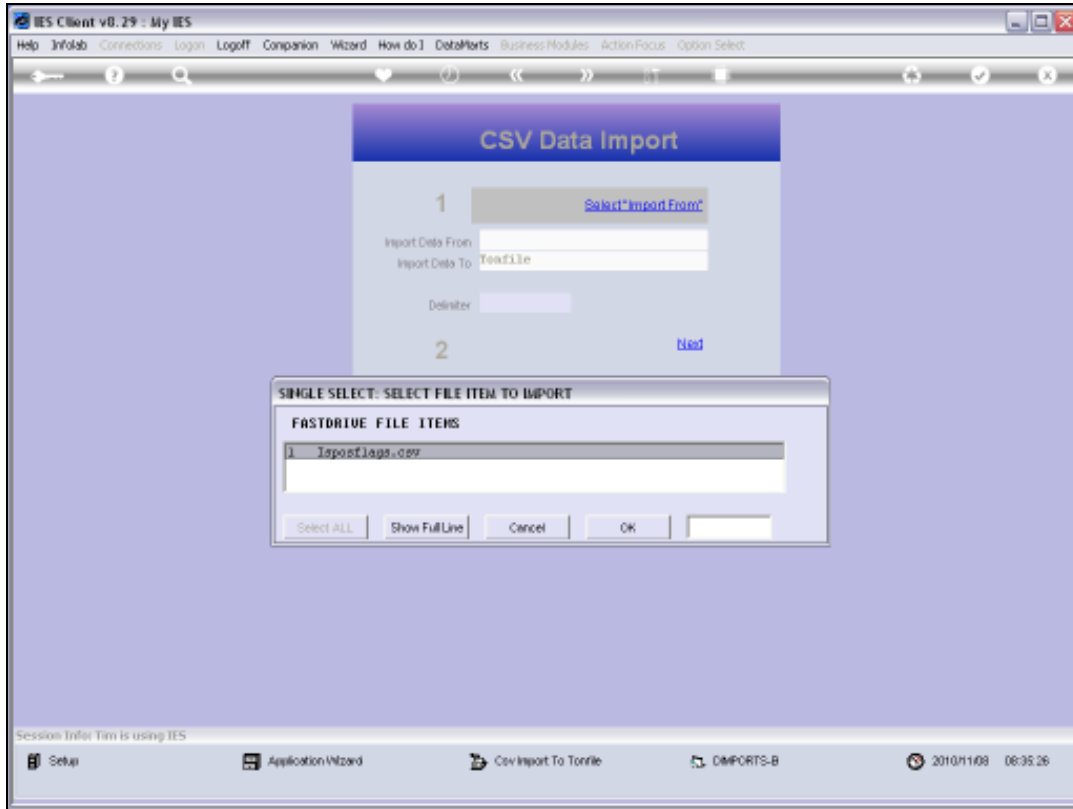 IES Client v8.29 : My IES
Help Infolab Connections Logon Logoff Companion Wizard How do I DataMarts Business Modules Action Focus Option Select
CSV Data Import
1
Select "Import From"
Import Data From
Import Data To Tonfile
Delimiter
2
Next
SINGLE SELECT: SELECT FILE ITEM TO IMPORT
FASTDRIVE FILE ITEMS
1 Isposflags.csv
Select ALL Show Full Line Cancel OK
Session Info: Tim is using IES
Setup Application Wizard Csv Import To Tonfile DIMPORTS-B 2010/11/08 08:35:26